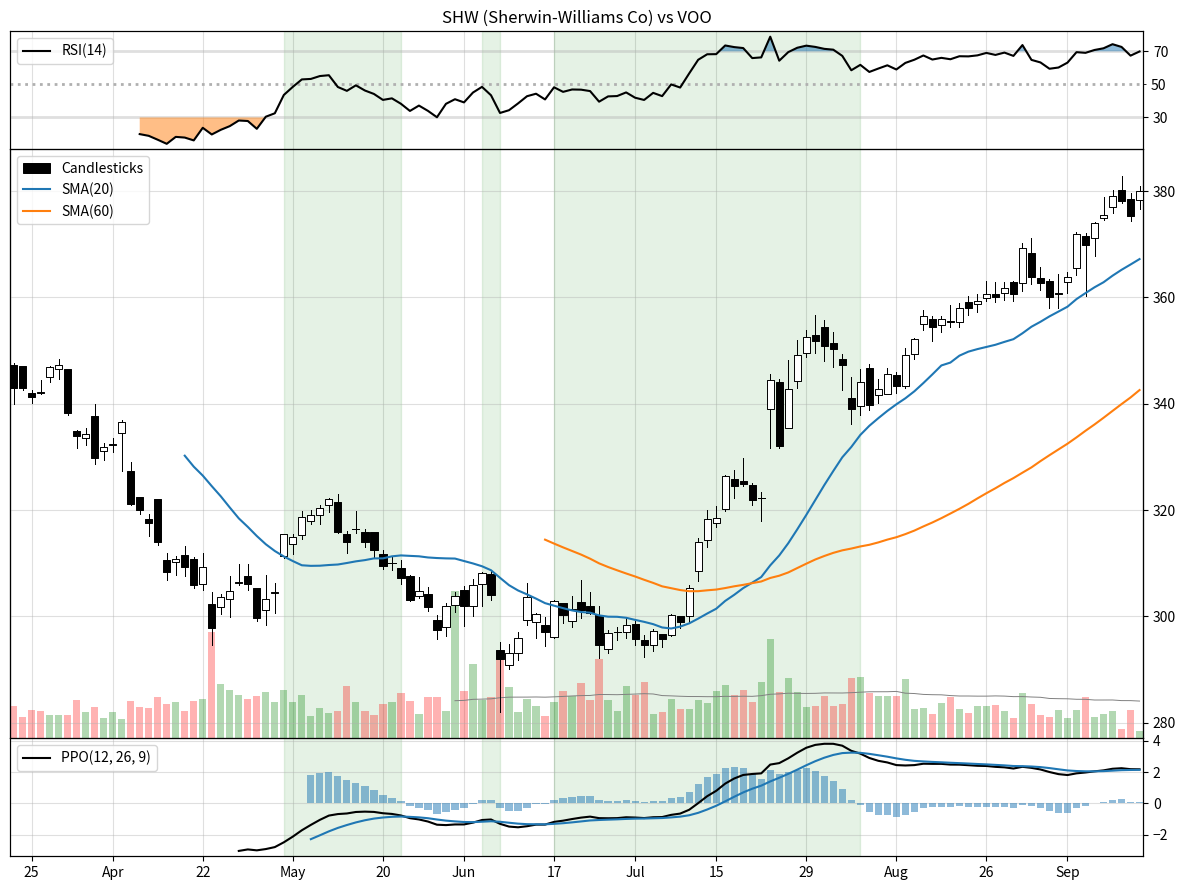 SHW (Sherwin-Williams Co) vs VOO
RSI(14)
70
50
30
Candlesticks
SMA(20)
SMA(60)
380
360
340
320
300
280
PPO(12, 26, 9)
4
2
0
−2
25 Apr 22 May 20 Jun 17 Jul 15 29 Aug 26 Sep